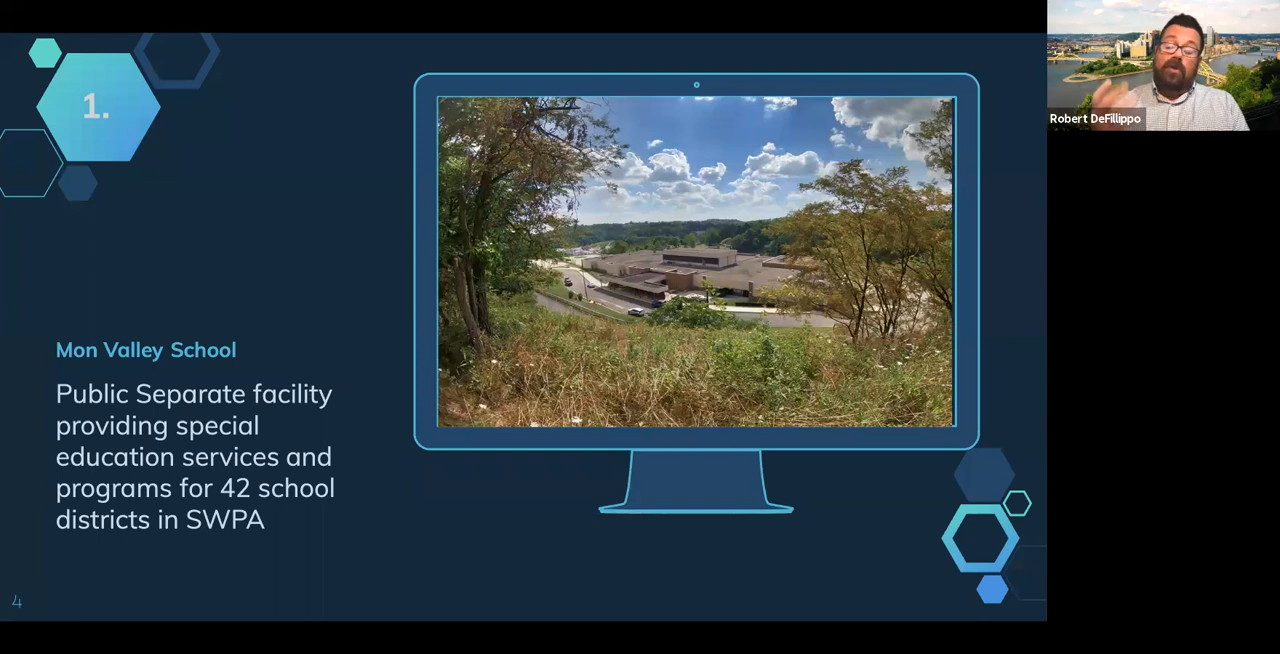 1.
Mon Valley School
Public Separate facility
providing special
education services and
programs for 42 school
districts in SWPA
4
Robert DeFillippo